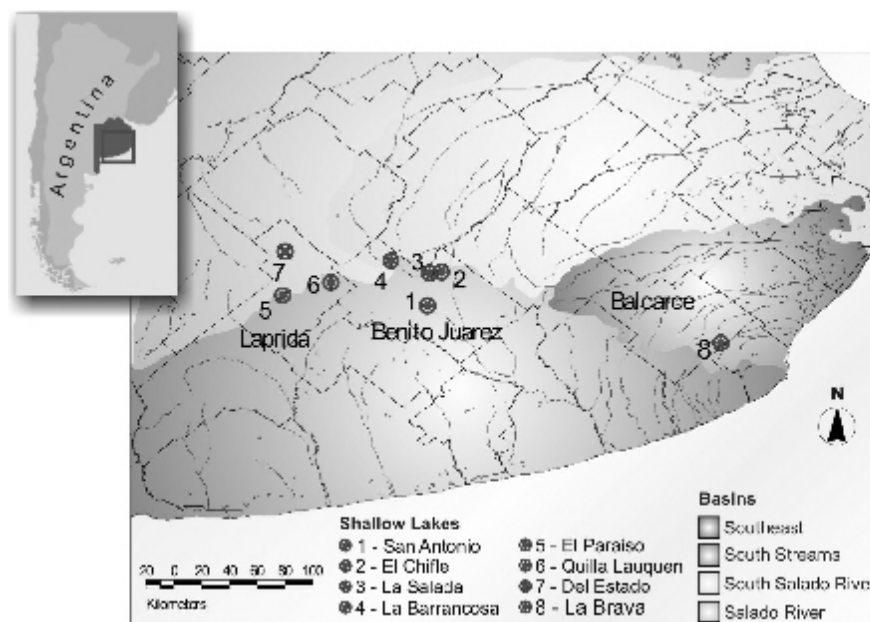 Argentina
7
6
5
4
3
2
1
Laprida
Benito Juarez
Balcarce
8
N
Shallow Lakes
1 - San Antonio
2 - El Chifle
3 - La Salada
4 - La Barrancosa
5 - El Paraiso
6 - Quilla Lauquen
7 - Del Estado
8 - La Brava
Basins
Southeast
South Streams
South Salado River
Salado River
20 0 20 40 60 80 100
Kilometers